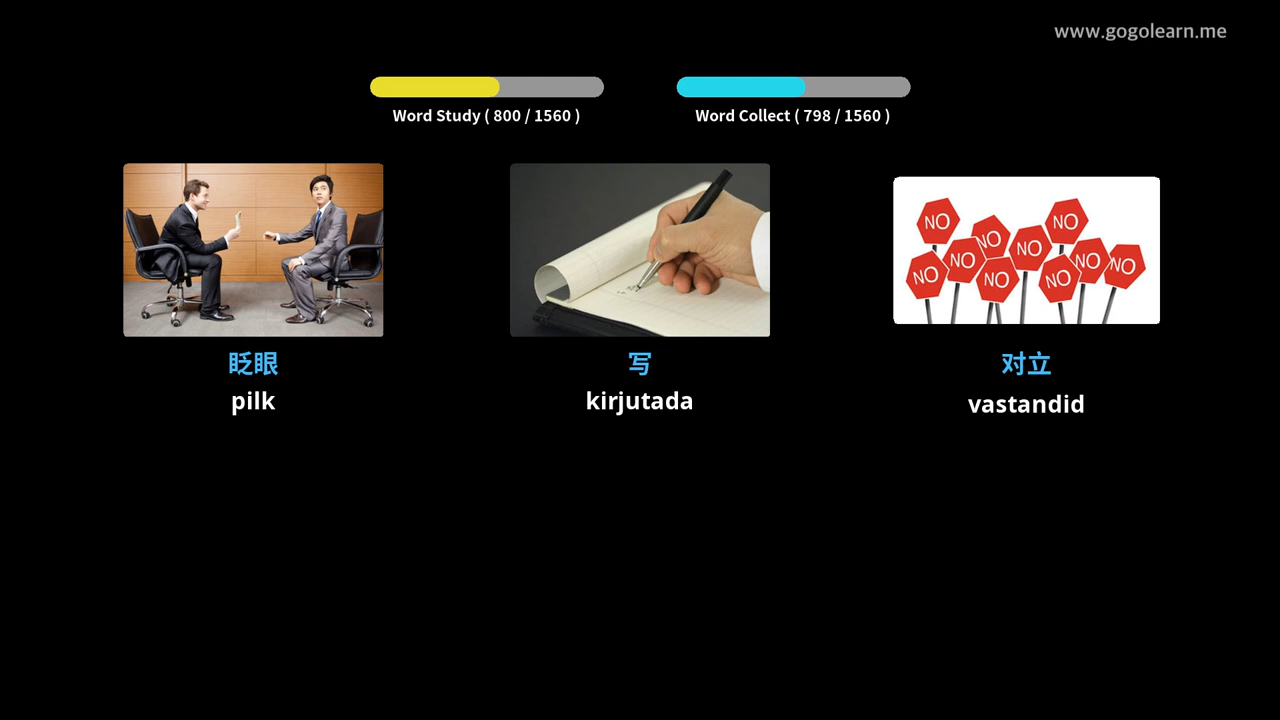 www.gogolearn.me
Word Study ( 800 / 1560 )
Word Collect ( 798 / 1560 )
NO
NO
NO
NO
NO
NO
NO
NO
NO
NO
眨眼
pilk
写
kirjutada
对立
vastandid